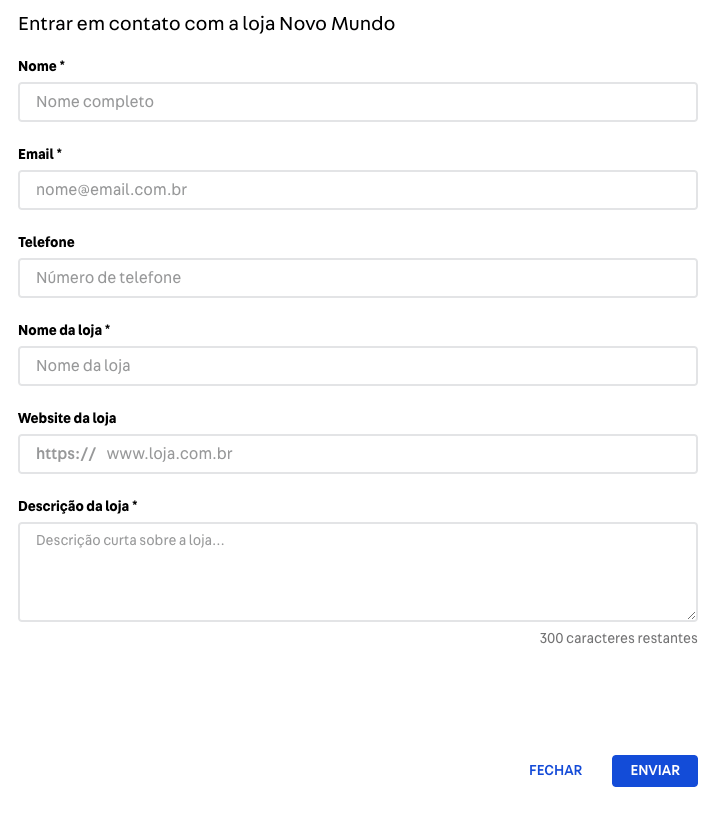 Entrar em contato com a loja Novo Mundo
Nome *
Nome completo
Email *
nome@email.com.br
Telefone
Número de telefone
Nome da loja *
Nome da loja
Website da loja
https:// www.loja.com.br
Descrição da loja *
Descrição curta sobre a loja...
300 caracteres restantes
FECHAR ENVIAR